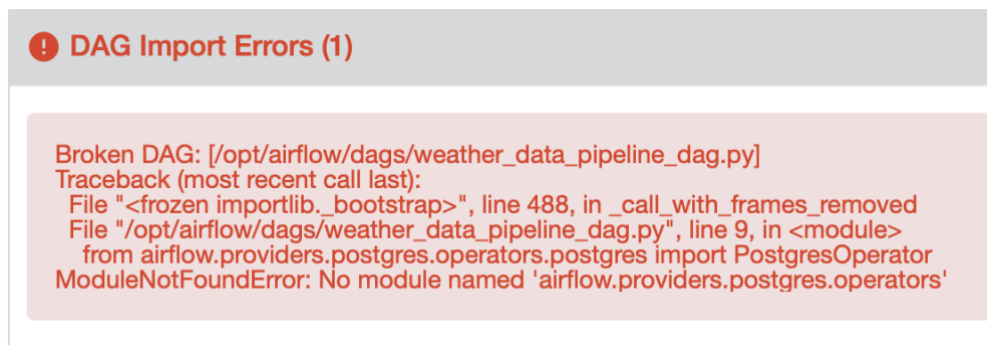 DAG Import Errors (1)
Broken DAG: [/opt/airflow/dags/weather_data_pipeline_dag.py]
Traceback (most recent call last):
File "<frozen importlib._bootstrap>", line 488, in _call_with_frames_removed
File "/opt/airflow/dags/weather_data_pipeline_dag.py", line 9, in <module>
from airflow.providers.postgres.operators.postgres import PostgresOperator
ModuleNotFoundError: No module named 'airflow.providers.postgres.operators'